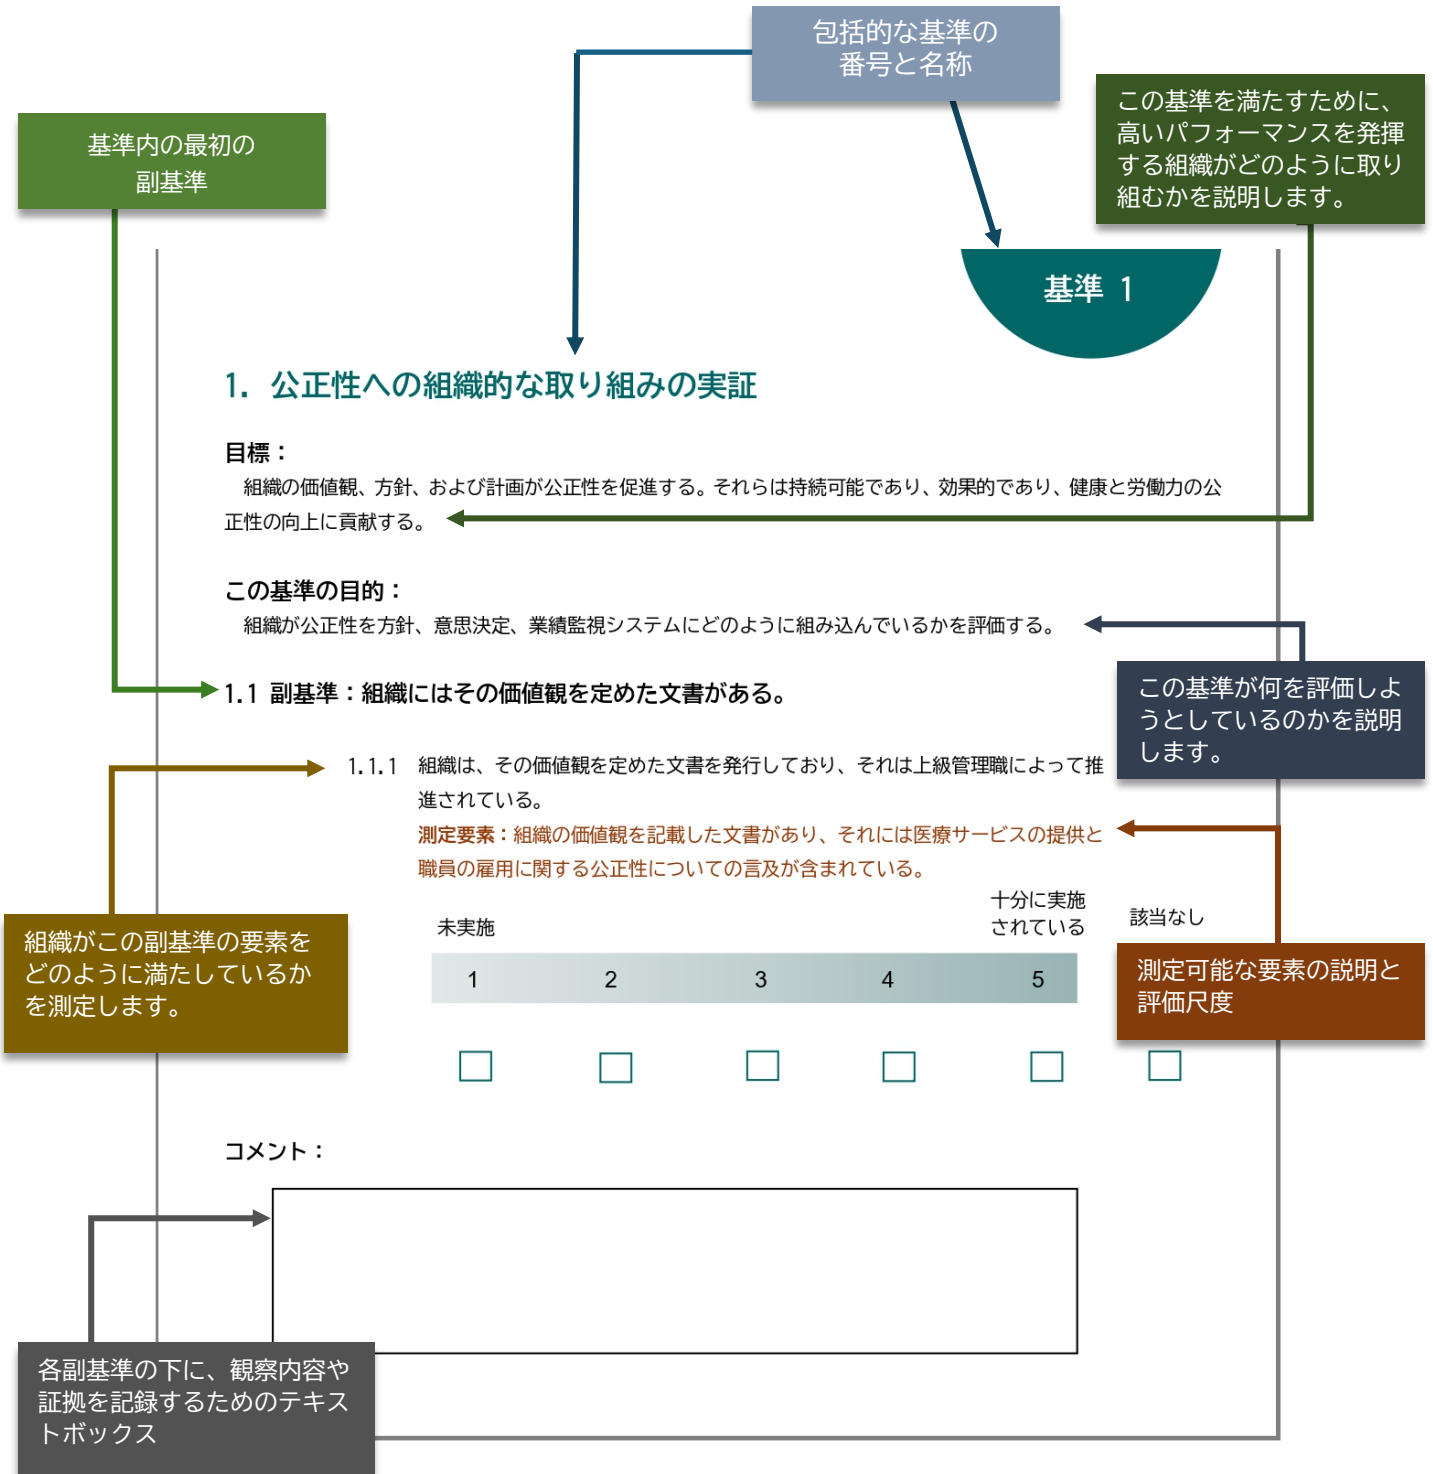 包括的な基準の
番号と名称
この基準を満たすために、
高いパフォーマンスを発揮
する組織がどのように取り
組むかを説明します。
基準内の最初の
副基準
基準 1
1. 公正性への組織的な取り組みの実証
目標：
組織の価値観、方針、および計画が公正性を促進する。それらは持続可能であり、効果的であり、健康と労働力の公
正性の向上に貢献する。
この基準の目的：
組織が公正性を方針、意思決定、業績監視システムにどのように組み込んでいるかを評価する。
1.1 副基準：組織にはその価値観を定めた文書がある。
この基準が何を評価しよ
うとしているのかを説明
します。
1.1.1 組織は、その価値観を定めた文書を発行しており、それは上級管理職によって推
進されている。
測定要素：組織の価値観を記載した文書があり、それには医療サービスの提供と
職員の雇用に関する公正性についての言及が含まれている。
組織がこの副基準の要素を
どのように満たしているか
を測定します。
未実施
十分に実施
されている
該当なし
1 2 3 4 5
測定可能な要素の説明と
評価尺度
コメント：
各副基準の下に、観察内容や
証拠を記録するためのテキス
トボックス